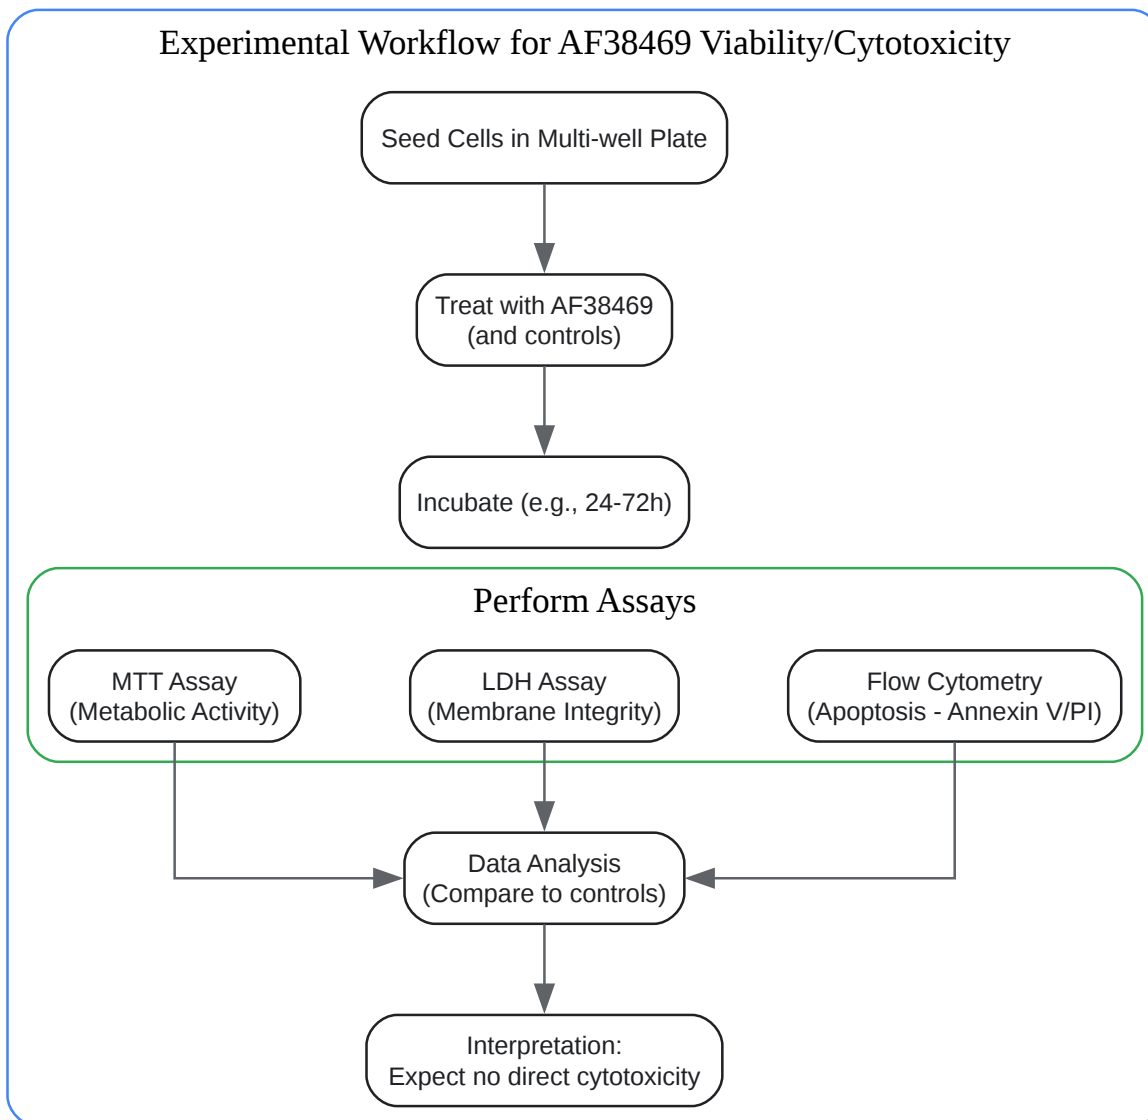 Experimental Workflow for AF38469 Viability/Cytotoxicity
Seed Cells in Multi-well Plate
Treat with AF38469
(and controls)
Incubate (e.g., 24-72h)
Perform Assays
MTT Assay
(Metabolic Activity)
LDH Assay
(Membrane Integrity)
Flow Cytometry
(Apoptosis - Annexin V/PI)
Data Analysis
(Compare to controls)
Interpretation:
Expect no direct cytotoxicity